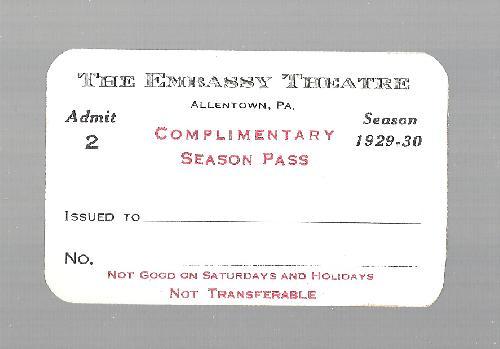 THE EMBASSY THEATRE
ALLENTOWN, PA.
Admit
2
COMPLIMENTARY
SEASON PASS
Season
1929-30
ISSUED TO
No.
NOT GOOD ON SATURDAYS AND HOLIDAYS
NOT TRANSFERABLE